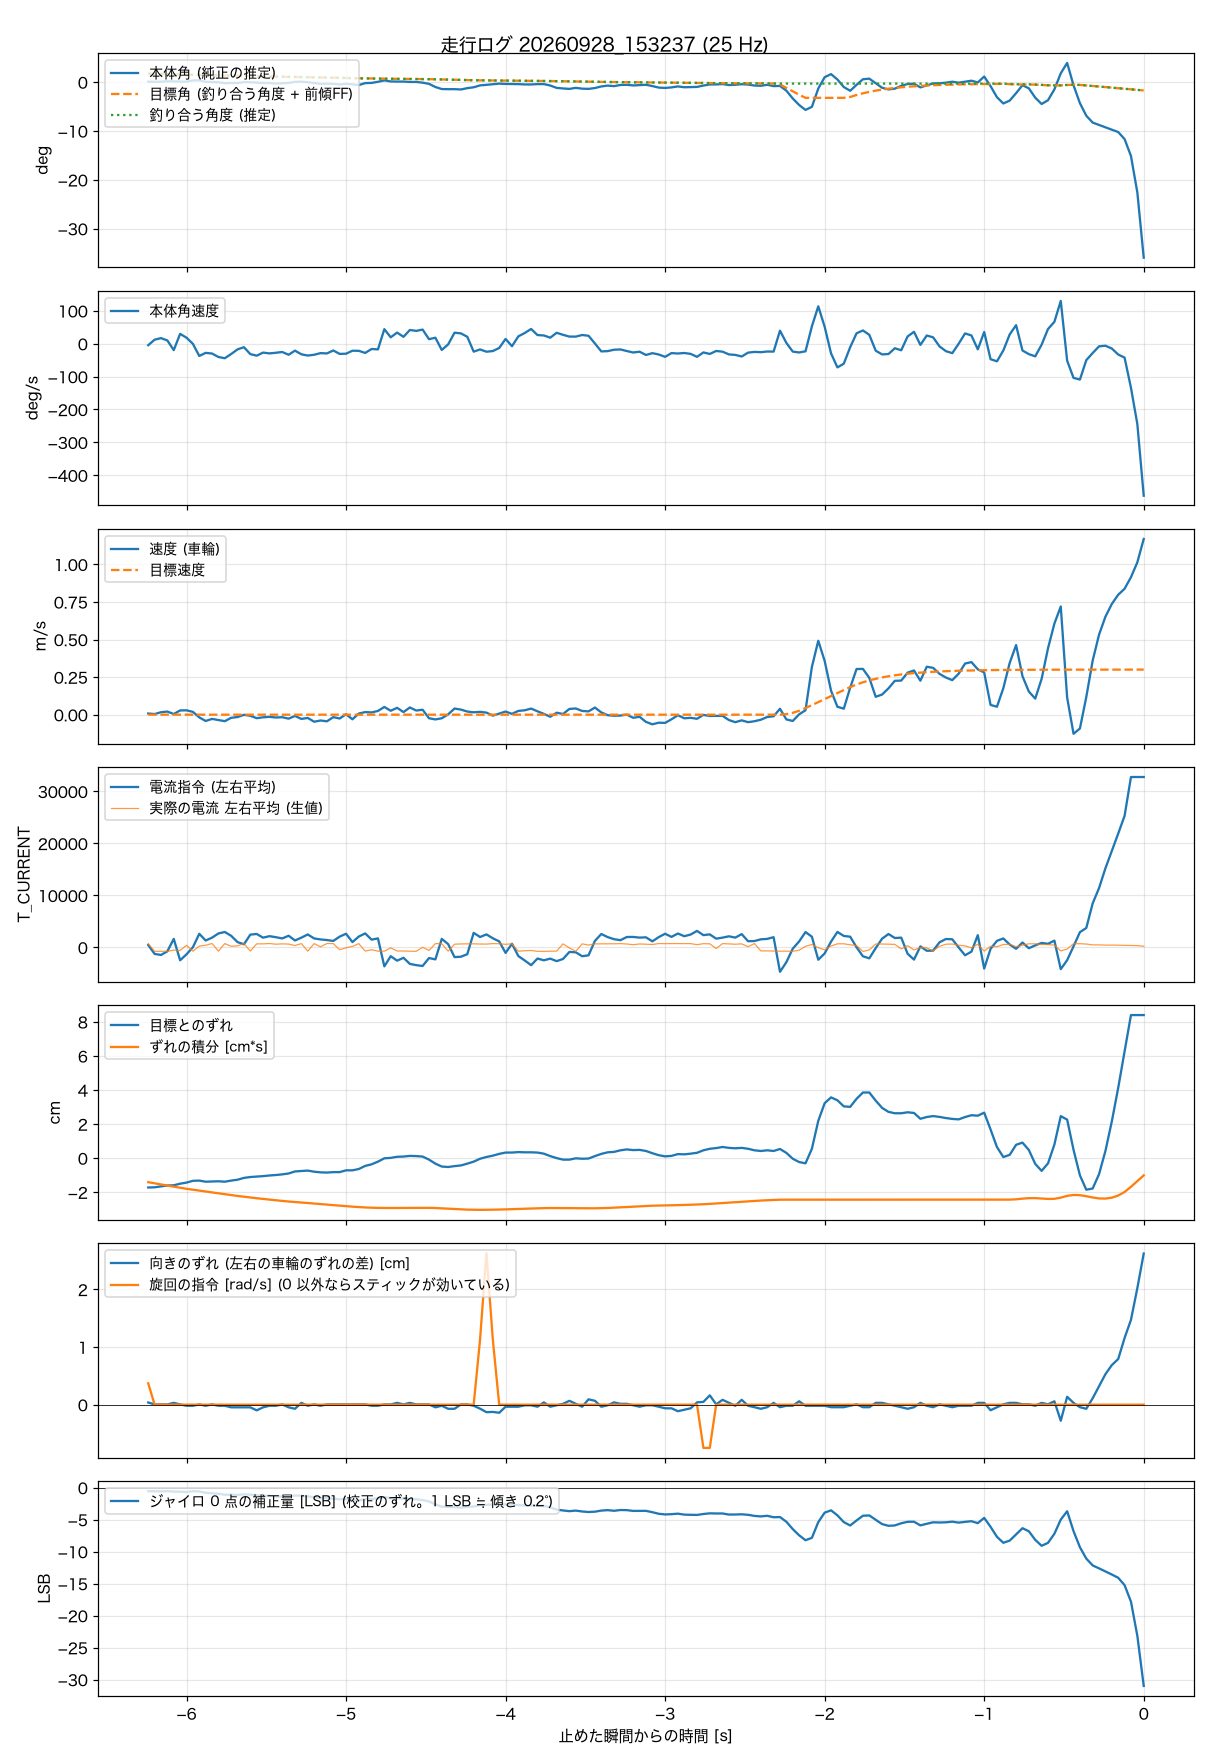 走行ログ 20260928_153237 (25 Hz)
本体角 (純正の推定)
目標角 (釣り合う角度 + 前傾FF)
釣り合う角度 (推定)
deg
0
−10
−20
−30
本体角速度
deg/s
100
0
−100
−200
−300
−400
速度 (車輪)
目標速度
m/s
1.00
0.75
0.50
0.25
0.00
電流指令 (左右平均)
実際の電流 左右平均 (生値)
T_CURRENT
30000
20000
10000
0
目標とのずれ
ずれの積分 [cm*s]
cm
8
6
4
2
0
−2
向きのずれ (左右の車輪のずれの差) [cm]
旋回の指令 [rad/s] (0 以外ならスティックが効いている)
2
1
0
ジャイロ 0 点の補正量 [LSB] (校正のずれ。1 LSB ≒ 傾き 0.2°)
LSB
0
−5
−10
−15
−20
−25
−30
−6 −5 −4 −3 −2 −1 0
止めた瞬間からの時間 [s]